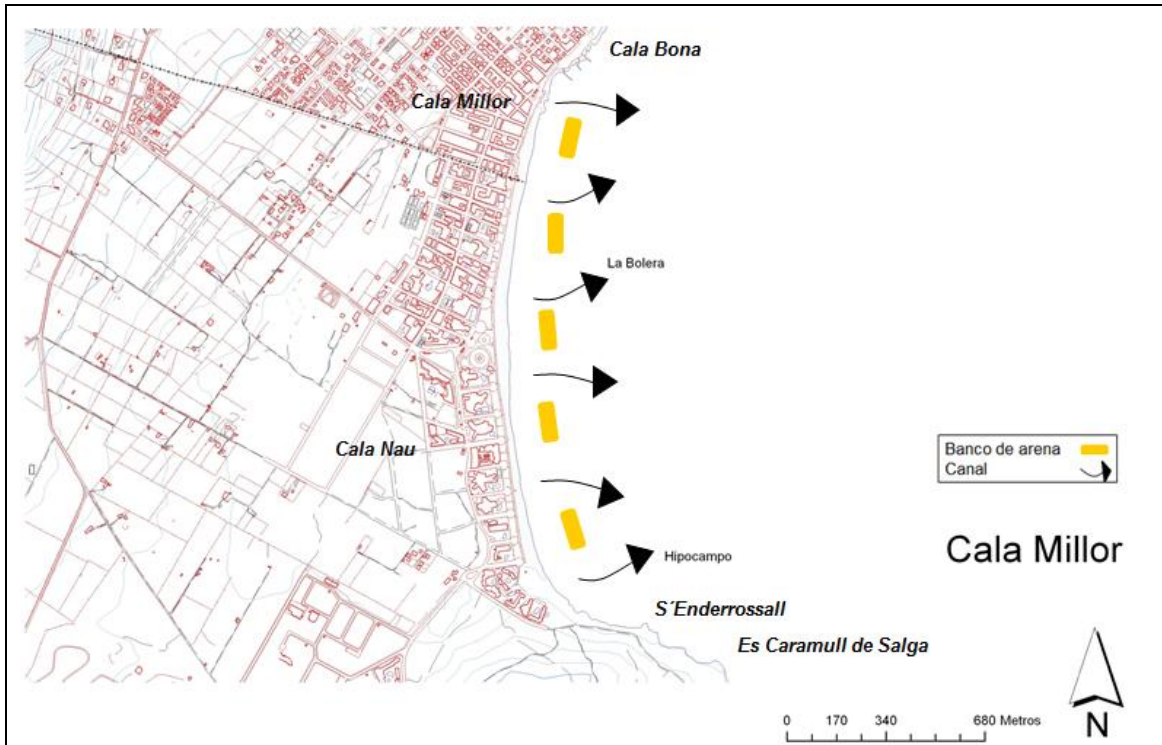 Cala Bona
Cala Millor
La Bolera
Cala Nau
Banco de arena
Canal
Cala Millor
Hipocampo
S´Enderrossall
Es Caramull de Salga
0 170 340 680 Metros
N